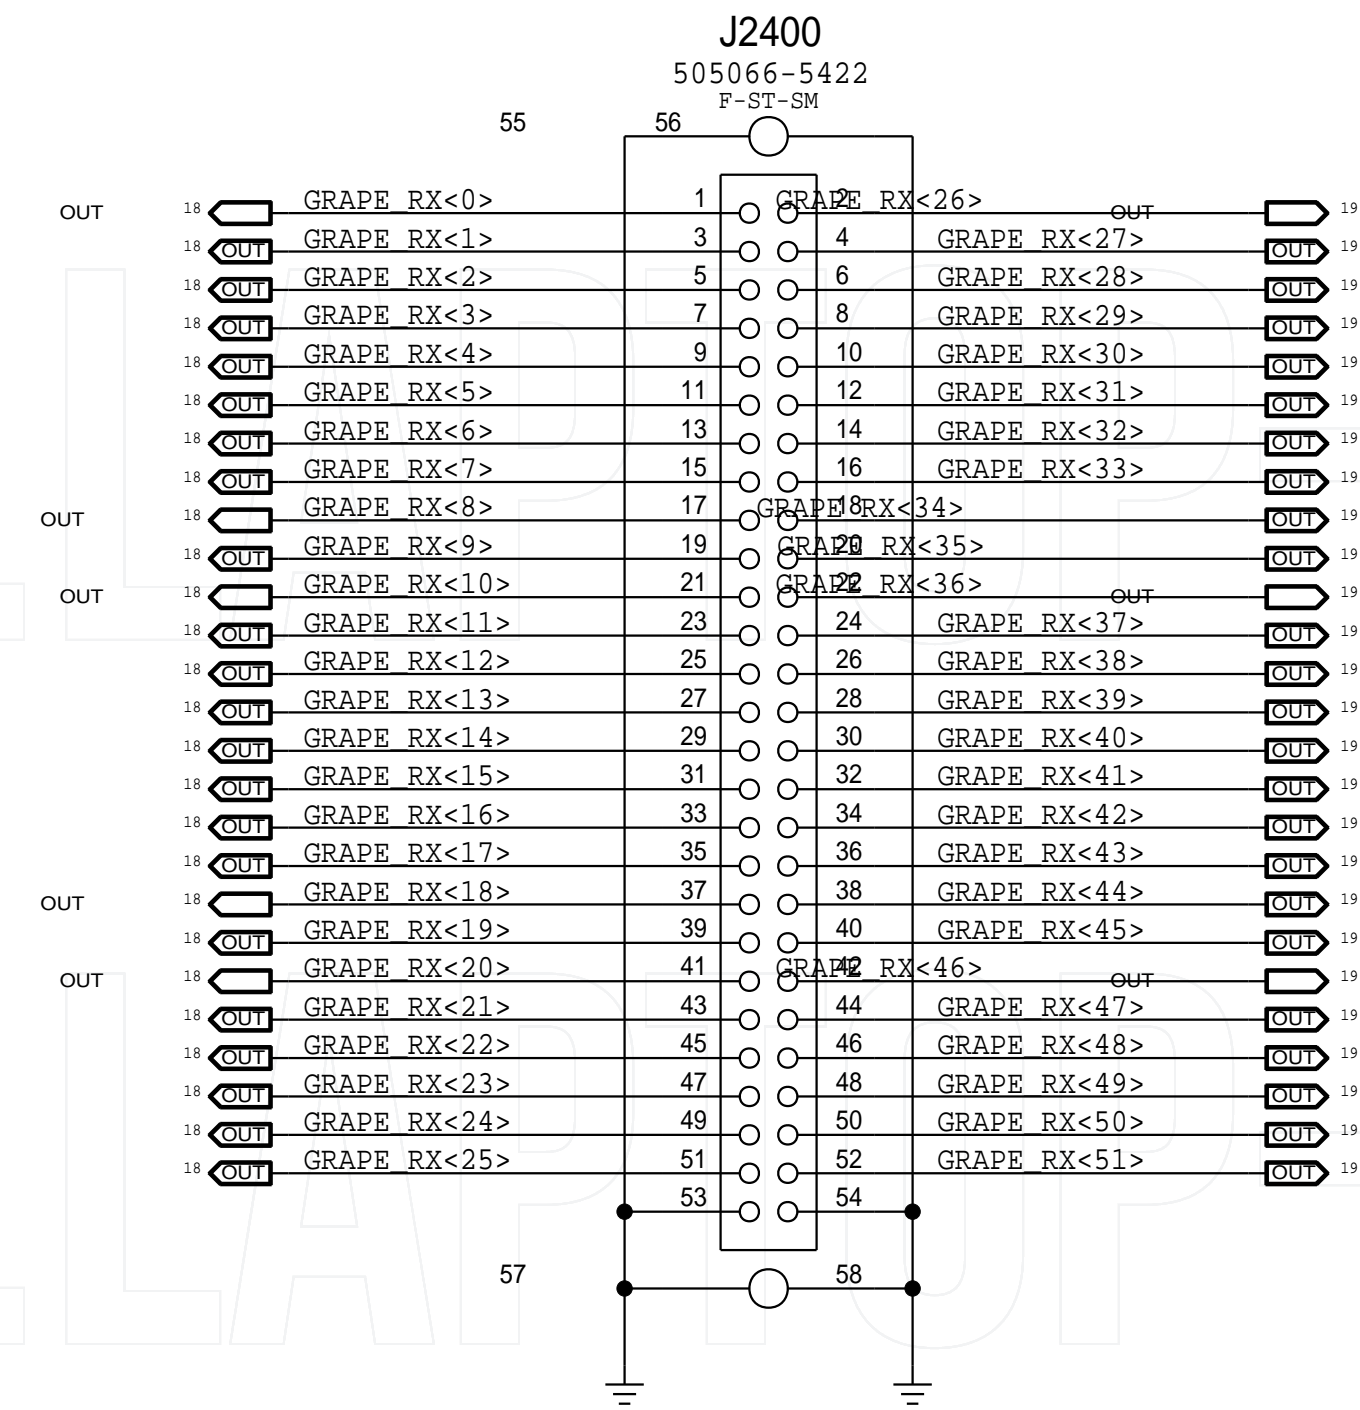 J2400
505066-5422
F-ST-SM
55 56
OUT 18 GRAPE_RX<0> 1 2 GRAPE_RX<26> OUT 19
18 OUT GRAPE_RX<1> 3 4 GRAPE_RX<27> OUT 19
18 OUT GRAPE_RX<2> 5 6 GRAPE_RX<28> OUT 19
18 OUT GRAPE_RX<3> 7 8 GRAPE_RX<29> OUT 19
18 OUT GRAPE_RX<4> 9 10 GRAPE_RX<30> OUT 19
18 OUT GRAPE_RX<5> 11 12 GRAPE_RX<31> OUT 19
18 OUT GRAPE_RX<6> 13 14 GRAPE_RX<32> OUT 19
18 OUT GRAPE_RX<7> 15 16 GRAPE_RX<33> OUT 19
OUT 18 GRAPE_RX<8> 17 18 GRAPE_RX<34> OUT 19
18 OUT GRAPE_RX<9> 19 20 GRAPE_RX<35> OUT 19
OUT 18 GRAPE_RX<10> 21 22 GRAPE_RX<36> OUT 19
18 OUT GRAPE_RX<11> 23 24 GRAPE_RX<37> OUT 19
18 OUT GRAPE_RX<12> 25 26 GRAPE_RX<38> OUT 19
18 OUT GRAPE_RX<13> 27 28 GRAPE_RX<39> OUT 19
18 OUT GRAPE_RX<14> 29 30 GRAPE_RX<40> OUT 19
18 OUT GRAPE_RX<15> 31 32 GRAPE_RX<41> OUT 19
18 OUT GRAPE_RX<16> 33 34 GRAPE_RX<42> OUT 19
18 OUT GRAPE_RX<17> 35 36 GRAPE_RX<43> OUT 19
OUT 18 GRAPE_RX<18> 37 38 GRAPE_RX<44> OUT 19
18 OUT GRAPE_RX<19> 39 40 GRAPE_RX<45> OUT 19
OUT 18 GRAPE_RX<20> 41 42 GRAPE_RX<46> OUT 19
18 OUT GRAPE_RX<21> 43 44 GRAPE_RX<47> OUT 19
18 OUT GRAPE_RX<22> 45 46 GRAPE_RX<48> OUT 19
18 OUT GRAPE_RX<23> 47 48 GRAPE_RX<49> OUT 19
18 OUT GRAPE_RX<24> 49 50 GRAPE_RX<50> OUT 19
18 OUT GRAPE_RX<25> 51 52 GRAPE_RX<51> OUT 19
53 54
57 58
.LAPTOP
.LAPTOP